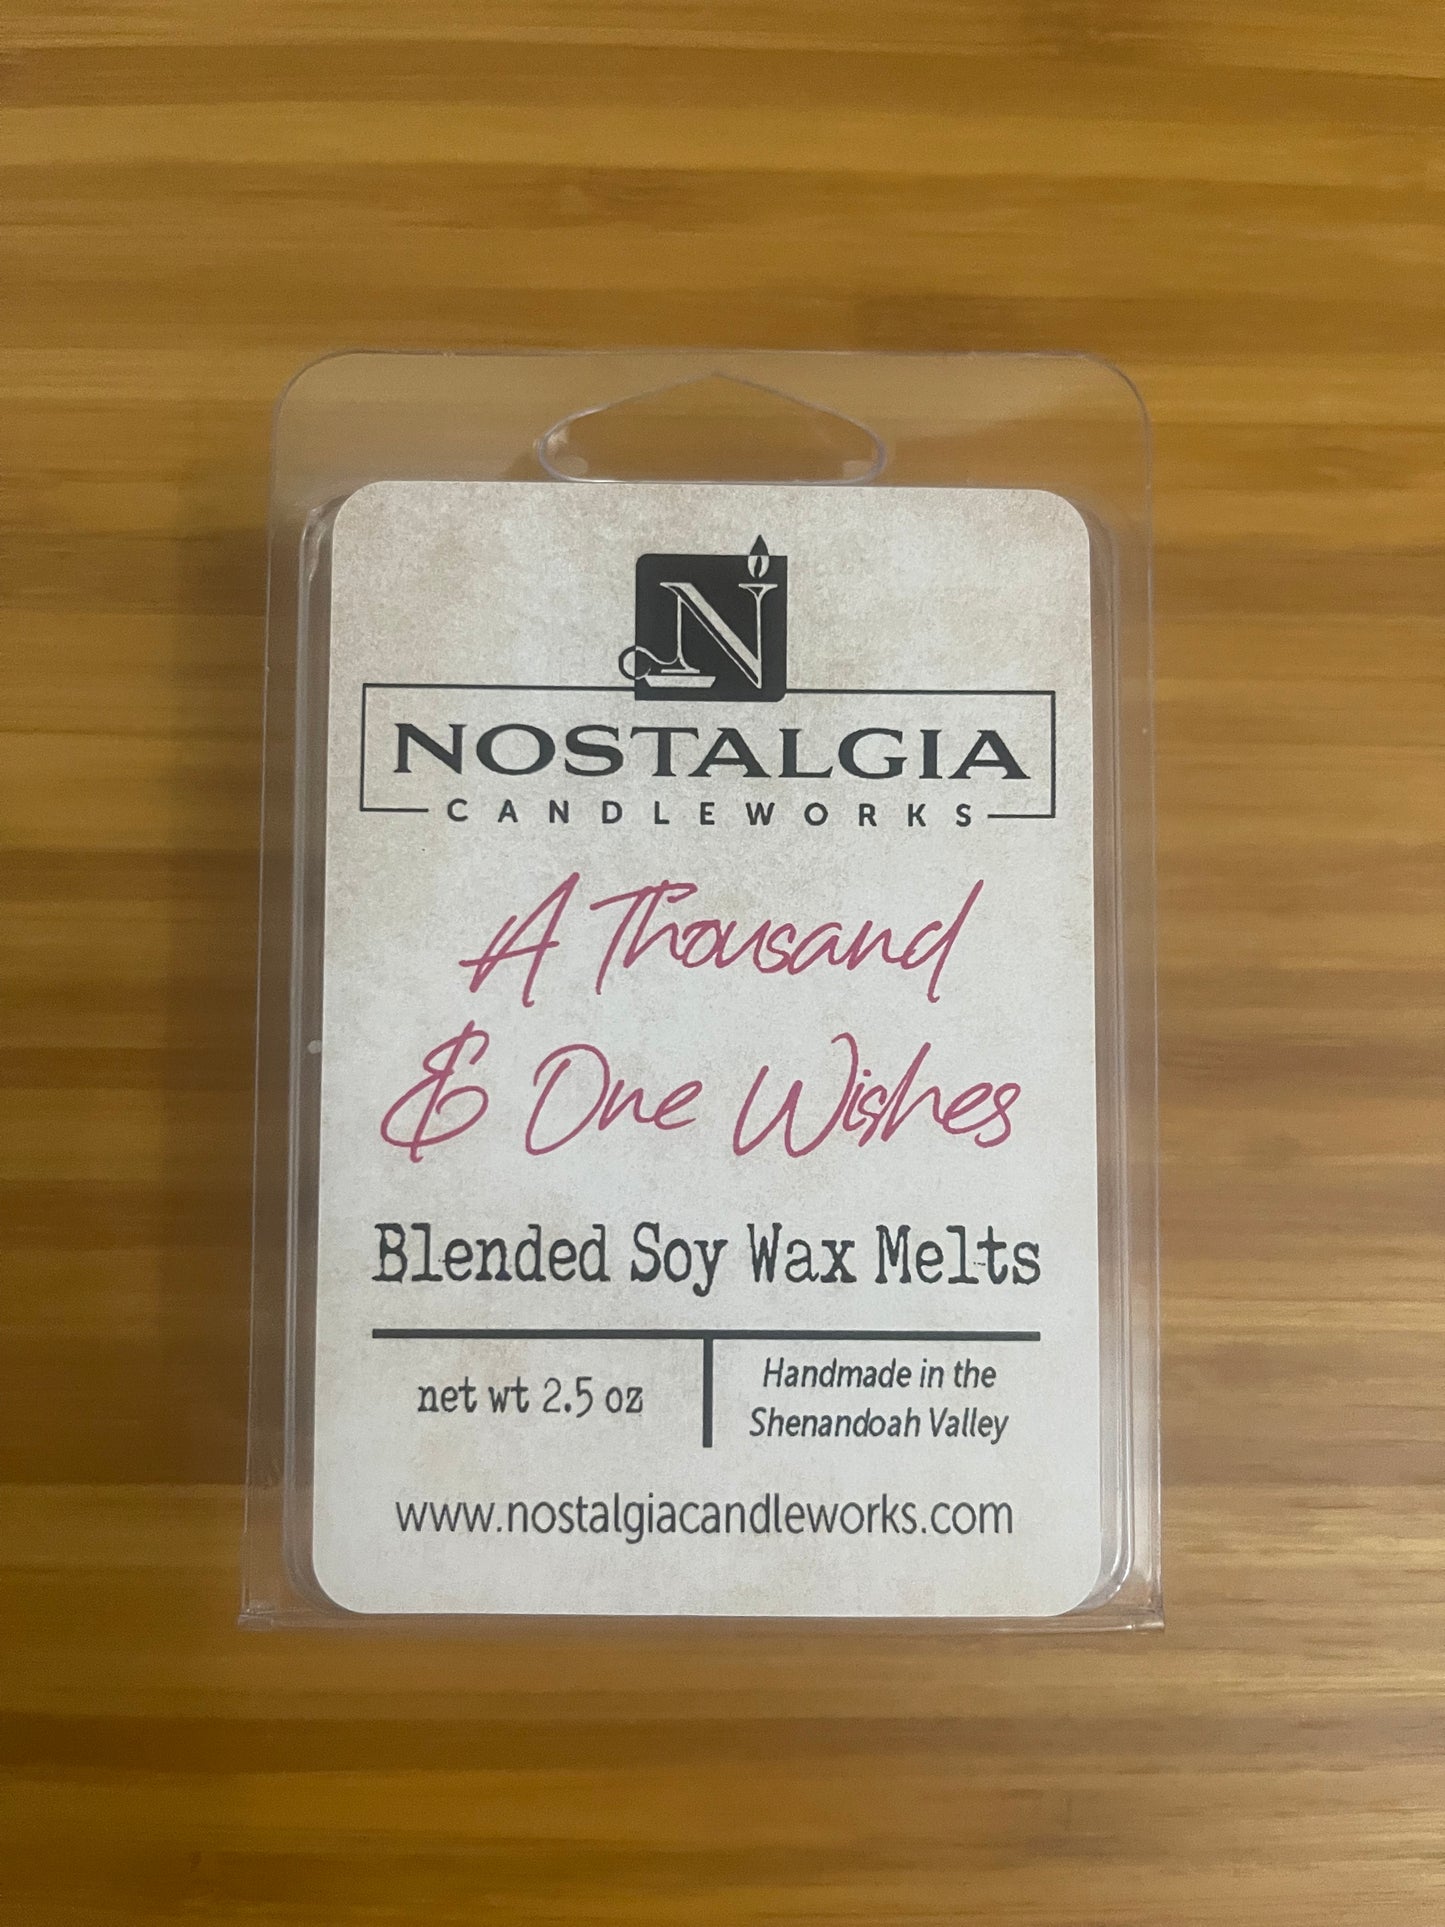 N
NOSTALGIA
CANDLEWORKS
A Thousand
& One Wishes
Blended Soy Wax Melts
net wt 2.5 oz
Handmade in the
Shenandoah Valley
www.nostalgiacandleworks.com